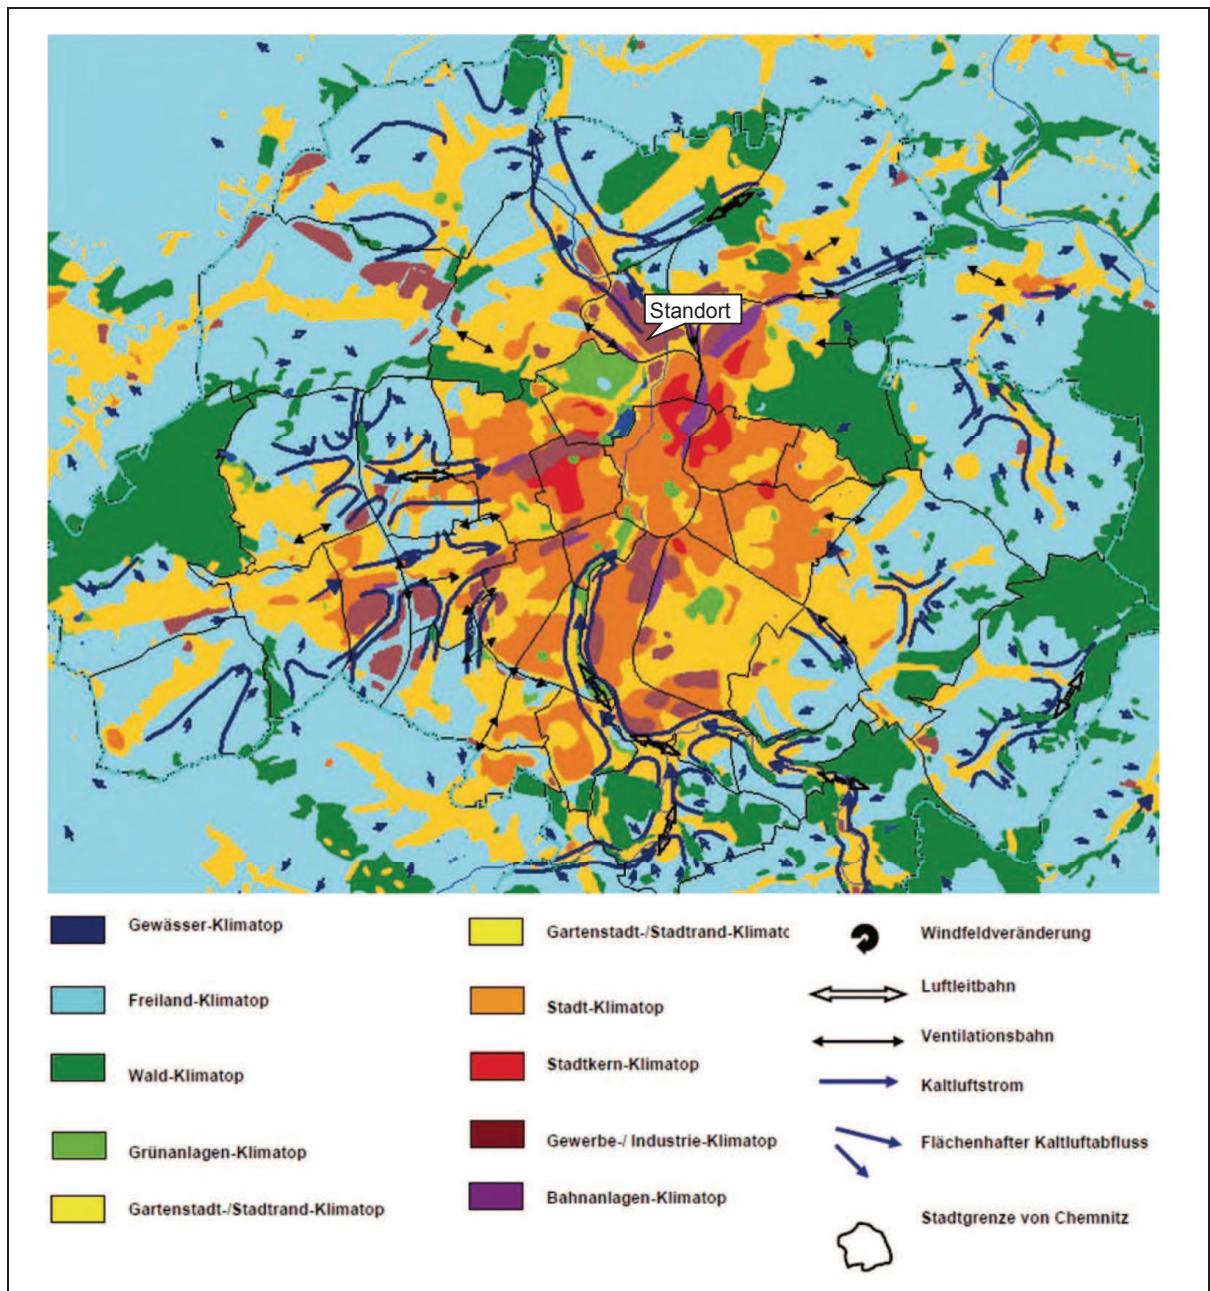 Standort
Gewässer-Klimatop
Freiland-Klimatop
Wald-Klimatop
Grünanlagen-Klimatop
Gartenstadt-/Stadtrand-Klimatop
Gartenstadt-/Stadtrand-Klimatc
Stadt-Klimatop
Stadtkern-Klimatop
Gewerbe-/ Industrie-Klimatop
Bahnanlagen-Klimatop
Windfeldveränderung
Luftleitbahn
Ventilationsbahn
Kaltluftstrom
Flächenhafter Kaltluftabfluss
Stadtgrenze von Chemnitz